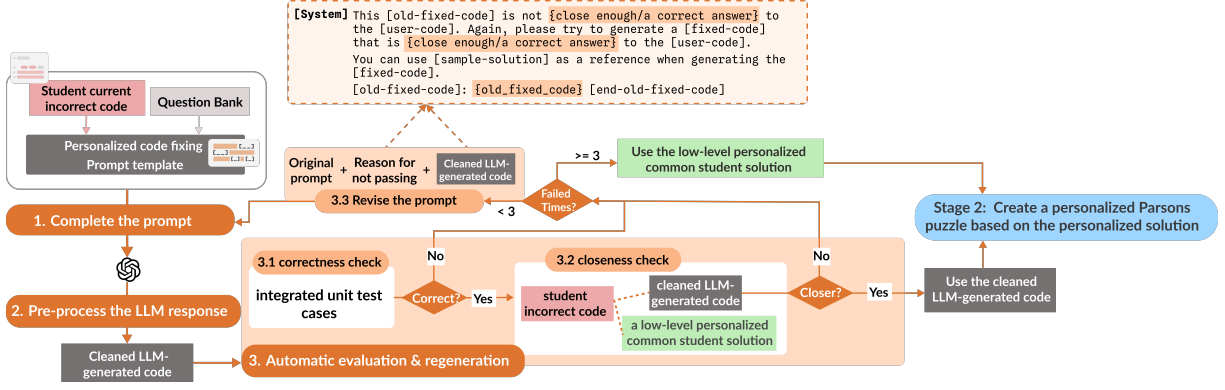 [System] This [old-fixed-code] is not {close enough/a correct answer} to
the [user-code]. Again, please try to generate a [fixed-code]
that is {close enough/a correct answer} to the [user-code].
You can use [sample-solution] as a reference when generating the
[fixed-code].
[old-fixed-code]: {old_fixed_code} [end-old-fixed-code]
Student current
incorrect code
Question Bank
Personalized code fixing
Prompt template
1. Complete the prompt
2. Pre-process the LLM response
Cleaned LLM-
generated code
3. Automatic evaluation & regeneration
3.1 correctness check
integrated unit test
cases
Correct?
No
Yes
3.2 closeness check
student
incorrect code
cleaned LLM-
generated code
a low-level personalized
common student solution
Closer?
No
Yes
Original
prompt
+
Reason for
not passing
+
Cleaned LLM-
generated code
3.3 Revise the prompt
< 3
Failed
Times?
>= 3
Use the low-level personalized
common student solution
Use the cleaned
LLM-generated code
Stage 2: Create a personalized Parsons
puzzle based on the personalized solution